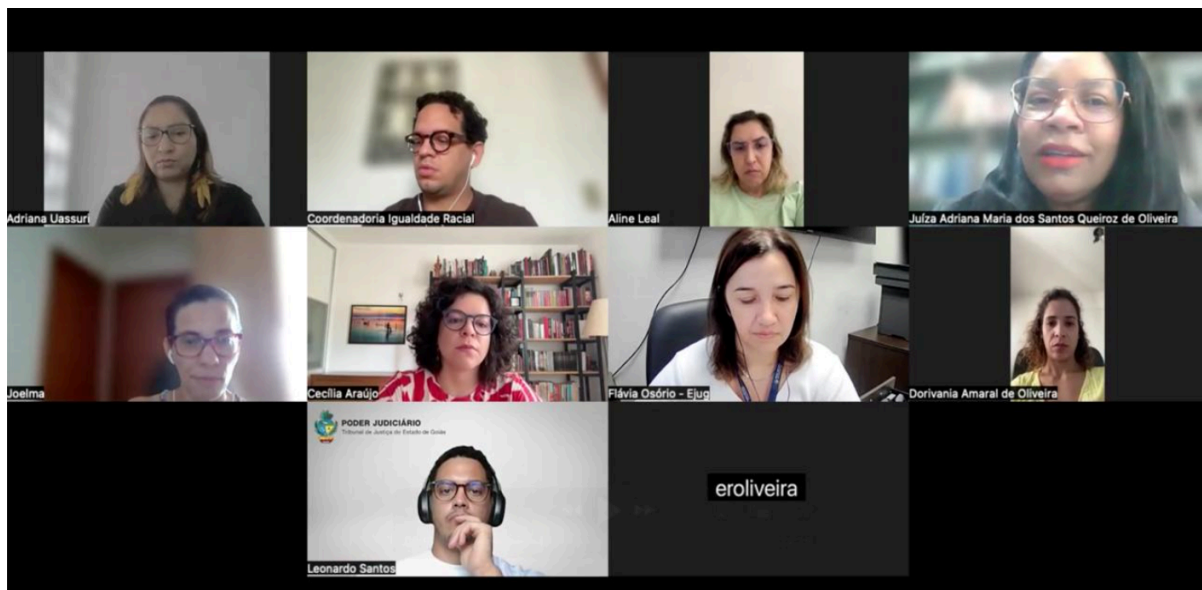 Adriana Uassuri
Coordenadoria Igualdade Racial
Aline Leal
Juíza Adriana Maria dos Santos Queiroz de Oliveira
Joelma
Cecília Araújo
Flávia Osório - Ejug
Dorivania Amaral de Oliveira
PODER JUDICIÁRIO
Tribunal de Justiça do Estado de Goiás
eroliveira
Leonardo Santos